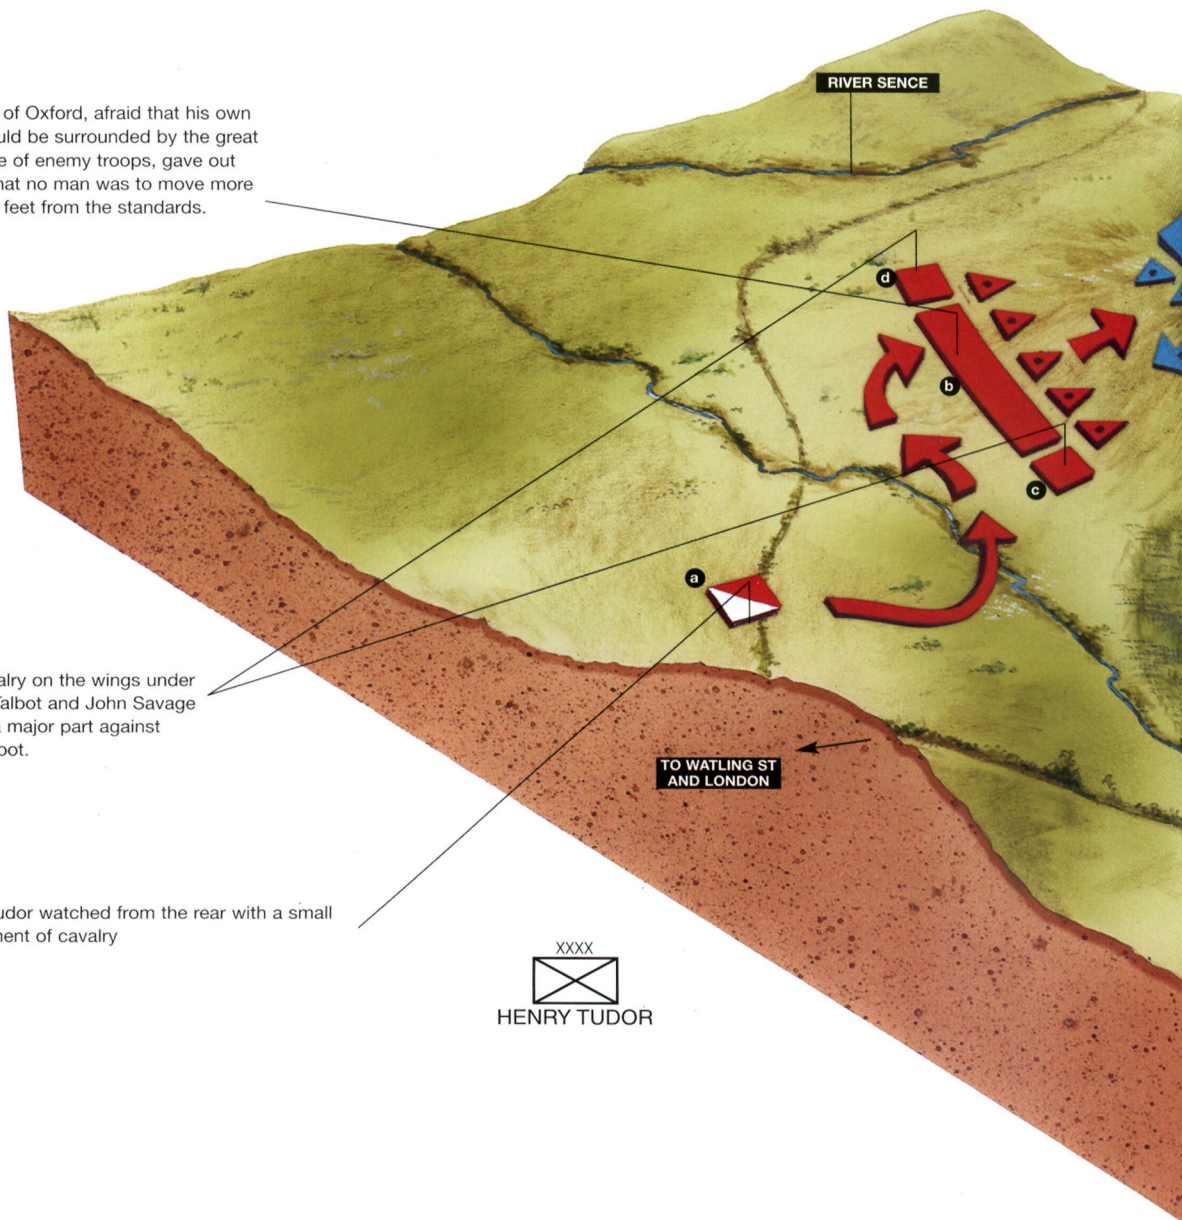 of Oxford, afraid that his own
uld be surrounded by the great
e of enemy troops, gave out
hat no man was to move more
feet from the standards.
RIVER SENCE
d
b
c
a
alry on the wings under
Talbot and John Savage
a major part against
oot.
TO WATLING ST
AND LONDON
udor watched from the rear with a small
ment of cavalry
XXXX
HENRY TUDOR